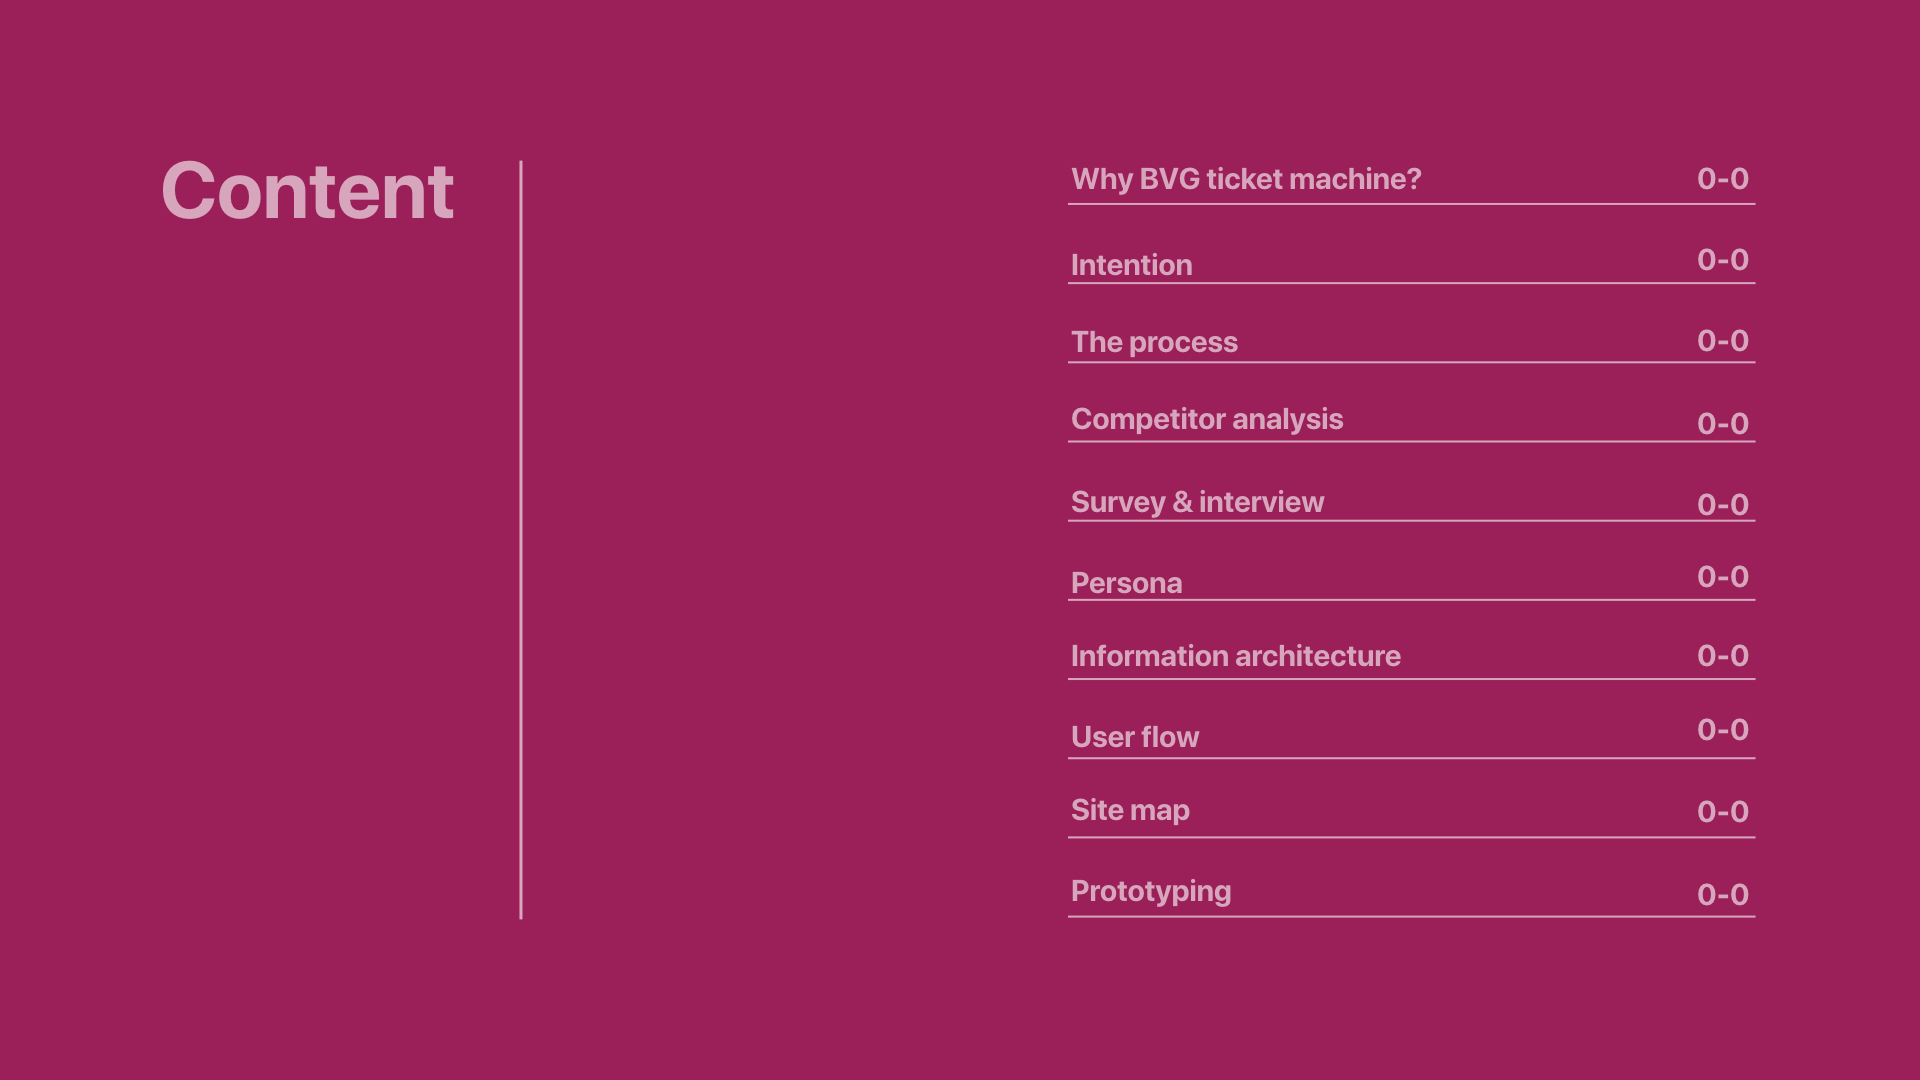 Content
Why BVG ticket machine? 0-0
Intention 0-0
The process 0-0
Competitor analysis 0-0
Survey & interview 0-0
Persona 0-0
Information architecture 0-0
User flow 0-0
Site map 0-0
Prototyping 0-0